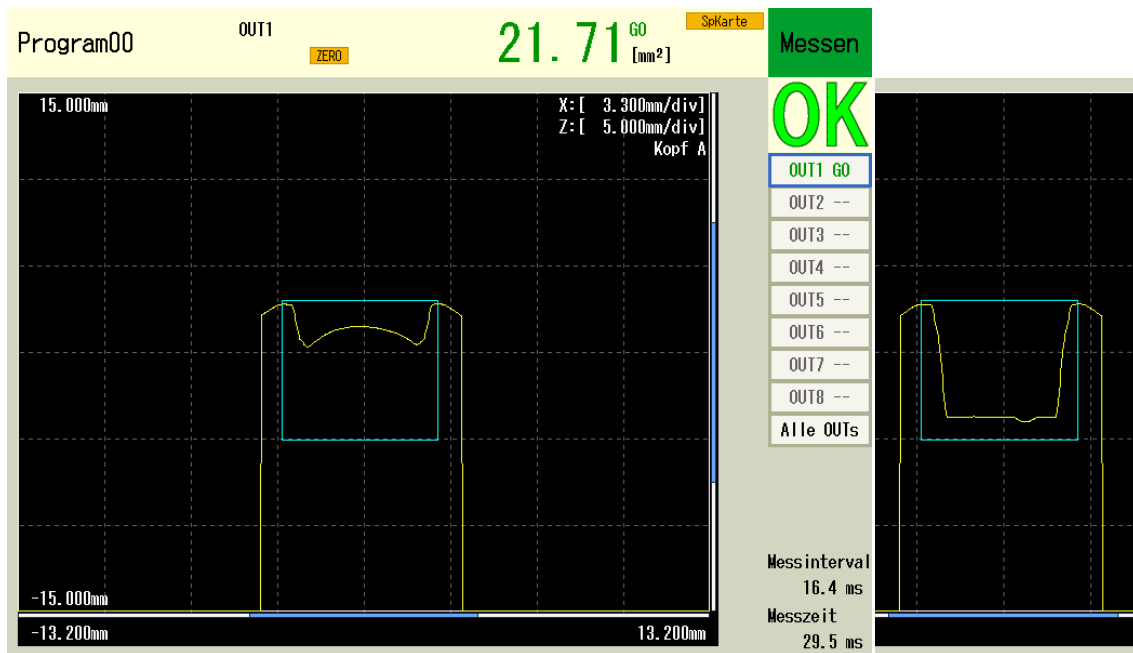 Program00
OUT1
ZERO
21.71
GO
[mm²]
SpKarte
Messen
OK
15.000mm
X:[ 3.300mm/div]
Z:[ 5.000mm/div]
Kopf A
OUT1 GO
OUT2 --
OUT3 --
OUT4 --
OUT5 --
OUT6 --
OUT7 --
OUT8 --
Alle OUTs
Messinterval
16.4 ms
Messzeit
29.5 ms
-15.000mm
-13.200mm
13.200mm